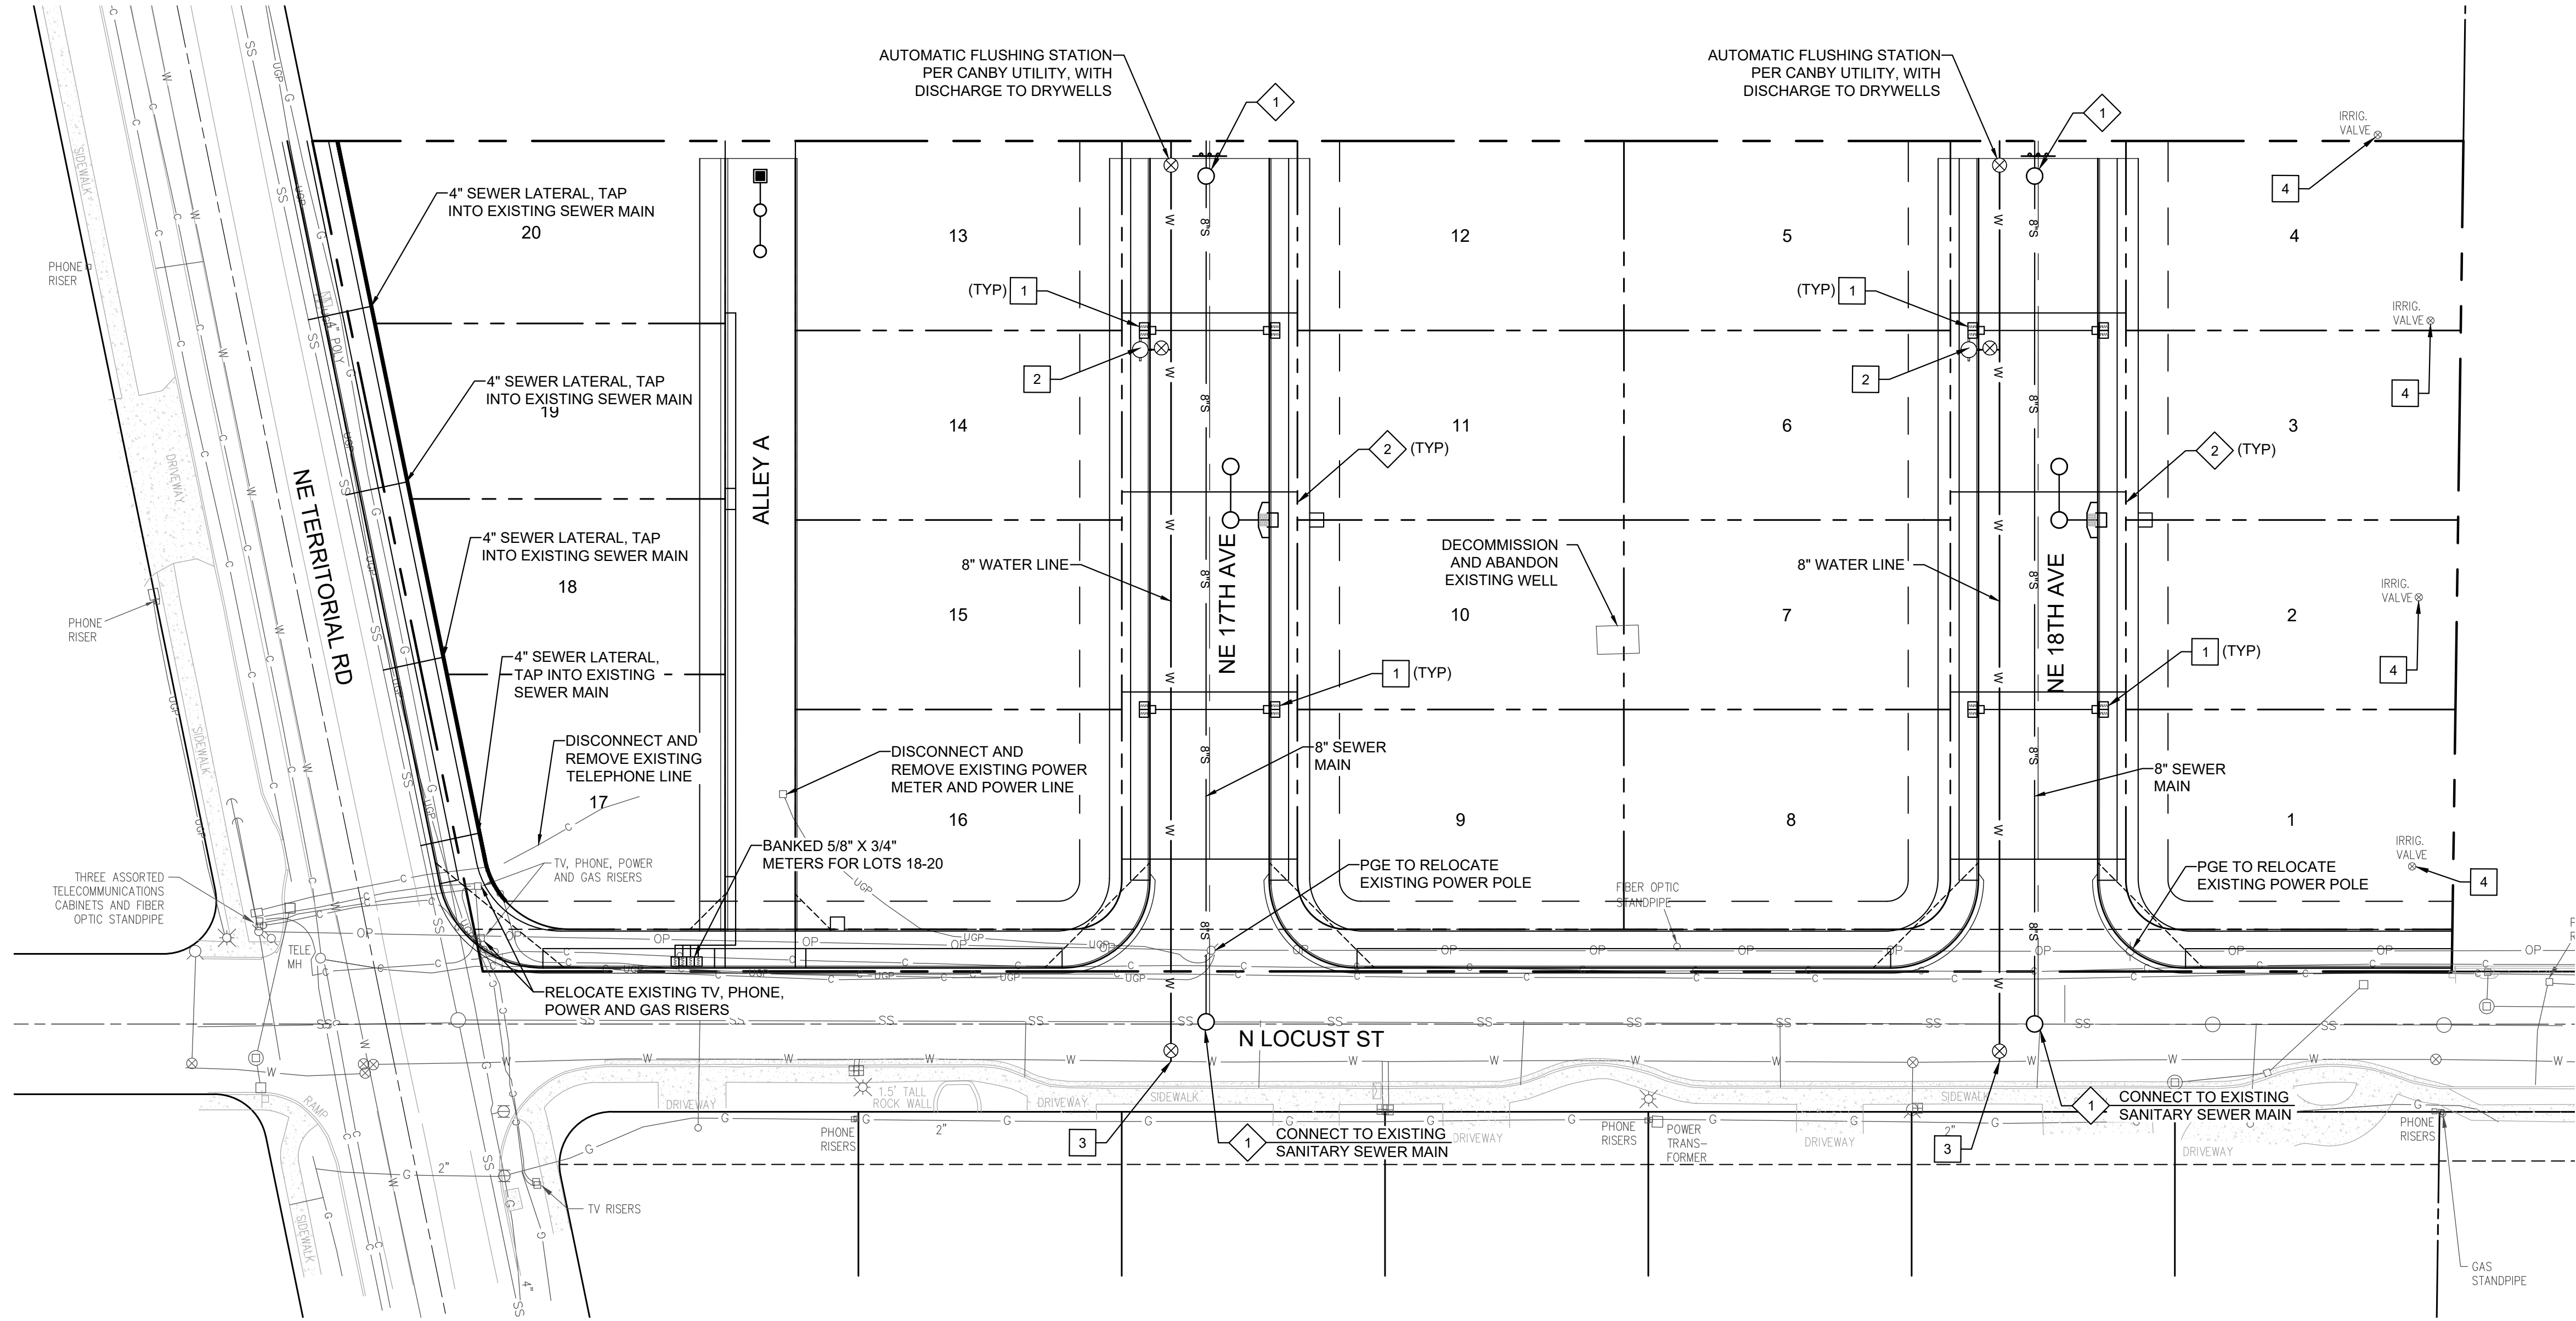 AUTOMATIC FLUSHING STATION
PER CANBY UTILITY, WITH
DISCHARGE TO DRYWELLS
1
AUTOMATIC FLUSHING STATION
PER CANBY UTILITY, WITH
DISCHARGE TO DRYWELLS
1
IRRIG.
VALVE
4
4" SEWER LATERAL, TAP
INTO EXISTING SEWER MAIN
20
13
12
5
4
SIDEWALK
PHONE
RISER
(TYP) 1
(TYP) 1
IRRIG.
VALVE
4" POLY
2
2
4
4" SEWER LATERAL, TAP
INTO EXISTING SEWER MAIN
19
14
11
6
3
2 (TYP)
2 (TYP)
DRIVEWAY
NE TERRITORIAL RD
ALLEY A
4" SEWER LATERAL, TAP
INTO EXISTING SEWER MAIN
18
8" WATER LINE
NE 17TH AVE
DECOMMISSION
AND ABANDON
EXISTING WELL
8" WATER LINE
NE 18TH AVE
IRRIG.
VALVE
PHONE
RISER
15
10
7
2
4" SEWER LATERAL,
TAP INTO EXISTING
SEWER MAIN
1 (TYP)
1 (TYP)
4
SIDEWALK
DISCONNECT AND
REMOVE EXISTING
TELEPHONE LINE
17
DISCONNECT AND
REMOVE EXISTING POWER
METER AND POWER LINE
8" SEWER
MAIN
8" SEWER
MAIN
16
9
8
1
BANKED 5/8" X 3/4"
METERS FOR LOTS 18-20
TV, PHONE, POWER
AND GAS RISERS
PGE TO RELOCATE
EXISTING POWER POLE
PGE TO RELOCATE
EXISTING POWER POLE
IRRIG.
VALVE
4
THREE ASSORTED
TELECOMMUNICATIONS
CABINETS AND FIBER
OPTIC STANDPIPE
FIBER OPTIC
STANDPIPE
TELE
MH
RELOCATE EXISTING TV, PHONE,
POWER AND GAS RISERS
N LOCUST ST
RAMP
DRIVEWAY
1.5' TALL
ROCK WALL
DRIVEWAY
SIDEWALK
SIDEWALK
1 CONNECT TO EXISTING
SANITARY SEWER MAIN
PHONE
RISERS
2"
3
1 CONNECT TO EXISTING
SANITARY SEWER MAIN
DRIVEWAY
PHONE
RISERS
POWER
TRANS-
FORMER
DRIVEWAY
2"
3
DRIVEWAY
PHONE
RISERS
2"
TV RISERS
SIDEWALK
4"
GAS
STANDPIPE